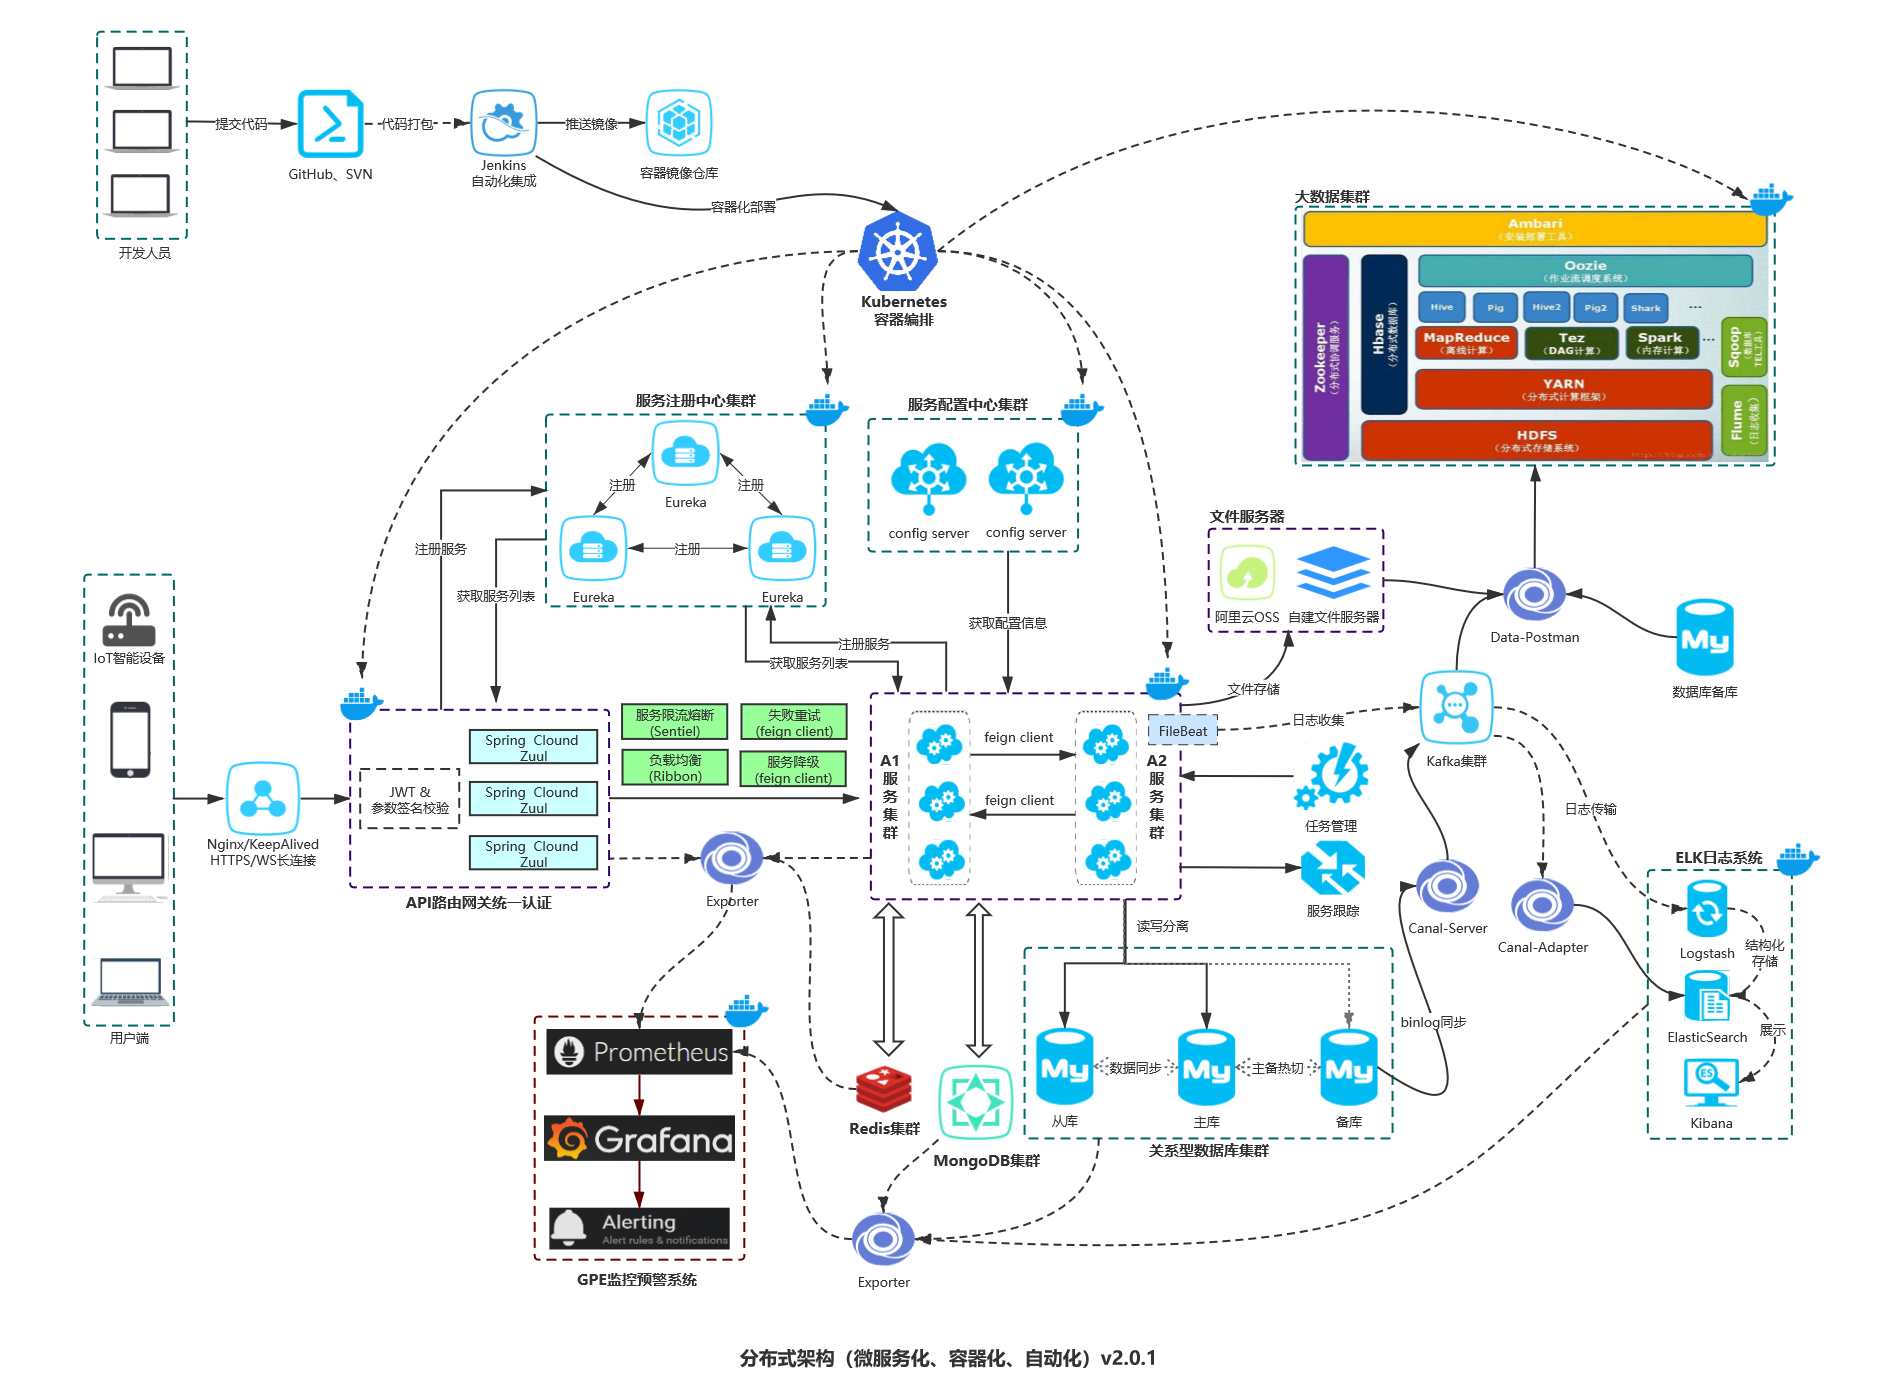 提交代码
代码打包
推送镜像
GitHub、SVN
Jenkins
自动化集成
容器镜像仓库
容器化部署
开发人员
Kubernetes
容器编排
大数据集群
Ambari
（安装部署工具）
Oozie
（作业流调度系统）
Hive
Pig
Hive2
Pig2
Shark
...
MapReduce
（离线计算）
Tez
（DAG计算）
Spark
（内存计算）
...
YARN
（分布式计算框架）
HDFS
（分布式存储系统）
Zookeeper
（分布式协调服务）
Hbase
（分布式数据库）
Sqoop
（数据库
TEL工具）
Flume
（日志收集）
服务注册中心集群
注册
注册
Eureka
注册
Eureka
Eureka
服务配置中心集群
config server
config server
注册服务
获取服务列表
注册服务
获取服务列表
获取配置信息
文件服务器
阿里云OSS
自建文件服务器
文件存储
Data-Postman
My
数据库备库
IoT智能设备
用户端
Nginx/KeepAlived
HTTPS/WS长连接
JWT &
参数签名校验
Spring Clound
Zuul
Spring Clound
Zuul
Spring Clound
Zuul
API路由网关统一认证
服务限流熔断
(Sentiel)
失败重试
(feign client)
负载均衡
(Ribbon)
服务降级
(feign client)
A1
服
务
集
群
feign client
feign client
A2
服
务
集
群
FileBeat
日志收集
Kafka集群
任务管理
服务跟踪
日志传输
Canal-Server
Canal-Adapter
ELK日志系统
Logstash
结构化
存储
ElasticSearch
展示
ES
Kibana
Exporter
Prometheus
Grafana
Alerting
Alert rules & notifications
GPE监控预警系统
Redis集群
MongoDB集群
Exporter
读写分离
My
数据同步
My
主备热切
My
从库
主库
备库
关系型数据库集群
binlog同步
分布式架构（微服务化、容器化、自动化）v2.0.1